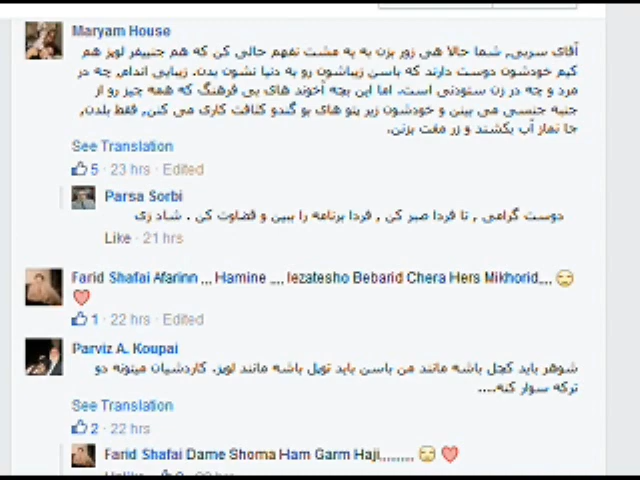 Maryam House
آقای سربی, شما حالا هی زور بزن یه یه مشت نفهم حالی کن که هم جنیفر لوپز هم
کیم خودشون دوست دارند که باسن زیباشون رو به دنیا نشون بدن. زیبایی اندام, چه در
مرد و چه در زن ستودنی است. اما این بچه آخوند های بی فرهنگ که همه چیز رو از
جنبه جنسی می بینن و خودشون زیر پتو های بو گندو کثافت کاری می کنن, فقط بلدن,
جا نماز آب بکشند و زر مفت بزنن.
See Translation
5 · 23 hrs · Edited
Parsa Sorbi
دوست گرامی , تا فردا صبر کن , فردا برنامه را ببین و قضاوت کن . شاد زی
Like · 21 hrs
Farid Shafai Afarinn ,,, Hamine ,,,, lezatesho Bebarid Chera Hers Mikhorid,,,,
1 · 22 hrs · Edited
Parviz A. Koupai
شوهر باید کچل باشه مانند من باسن باید توپل باشه مانند لوپز. کاردشیان میتونه دو
ترکه سوار کنه....
See Translation
2 · 22 hrs
Farid Shafai Dame Shoma Ham Garm Haji,,,,,,,,